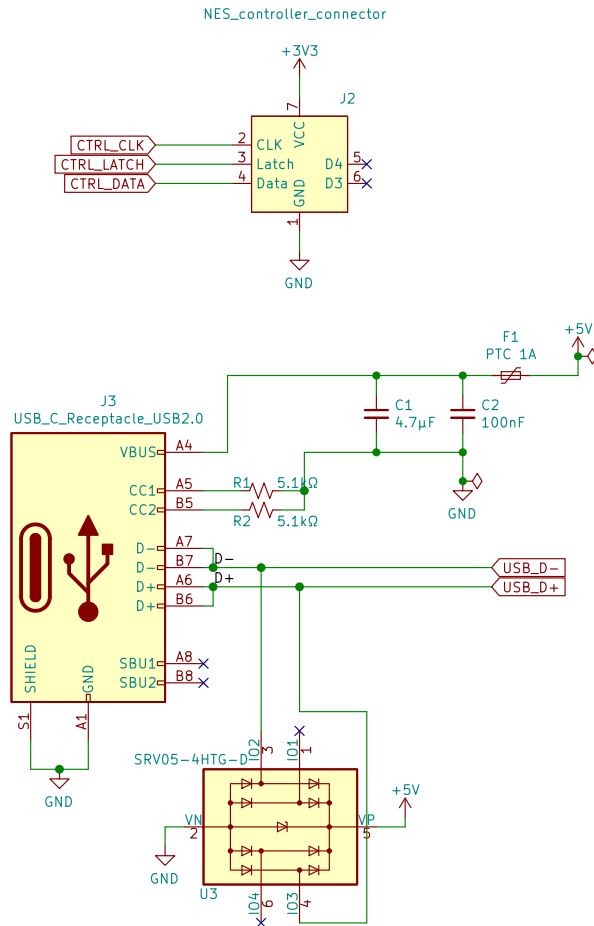 NES_controller_connector
+3V3
J2
7
VCC
CTRL_CLK 2 CLK
CTRL_LATCH 3 Latch D4 5
CTRL_DATA 4 Data D3 6
GND
1
GND
F1
PTC 1A
+5V
J3
USB_C_Receptacle_USB2.0
C1
4.7µF
C2
100nF
VBUS A4
CC1 A5 R1 5.1kΩ
CC2 B5 R2 5.1kΩ
GND
D- A7
D- B7 D- USB_D-
D+ A6 D+ USB_D+
D+ B6
SBU1 A8
SBU2 B8
SHIELD
GND
S1
A1
GND
SRV05-4HTG-D
IO2
3
IO1
1
+5V
VN
2
VP
5
GND
U3
IO4
6
IO3
4